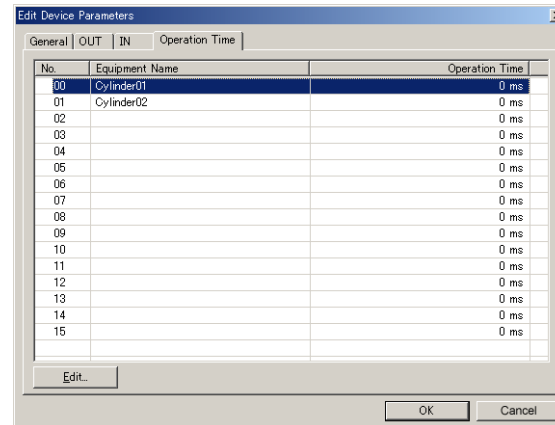 Edit Device Parameters
General OUT IN Operation Time
No. Equipment Name Operation Time
00 Cylinder01 0 ms
01 Cylinder02 0 ms
02 0 ms
03 0 ms
04 0 ms
05 0 ms
06 0 ms
07 0 ms
08 0 ms
09 0 ms
10 0 ms
11 0 ms
12 0 ms
13 0 ms
14 0 ms
15 0 ms
Edit...
OK Cancel